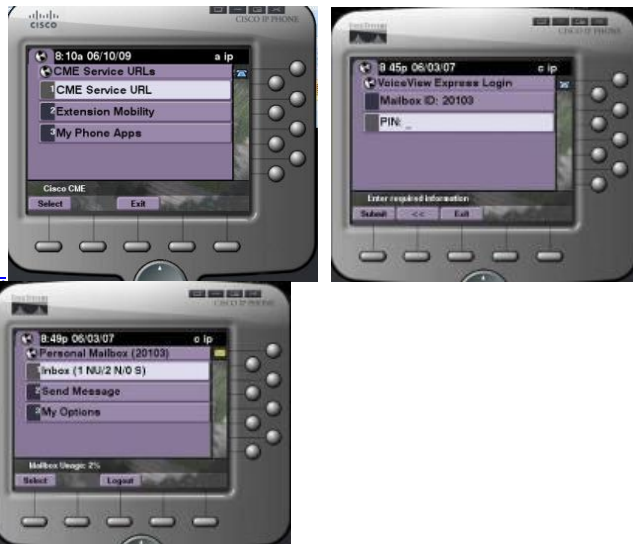 CISCO
CISCO IP PHONE
8:10a 06/10/09 a ip
CME Service URLs
1 CME Service URL
2 Extension Mobility
3 My Phone Apps
Cisco CME
Select Exit
CISCO IP PHONE
8 45p 06/03/07 c ip
VoiceView Express Login
Mailbox ID: 20103
PIN: _
Enter required information
Submit << Exit
CISCO IP PHONE
8:49p 06/03/07 c ip
Personal Mailbox (20103)
Inbox (1 NU/2 N/0 S)
2 Send Message
My Options
Mailbox Usage: 2%
Select Logout